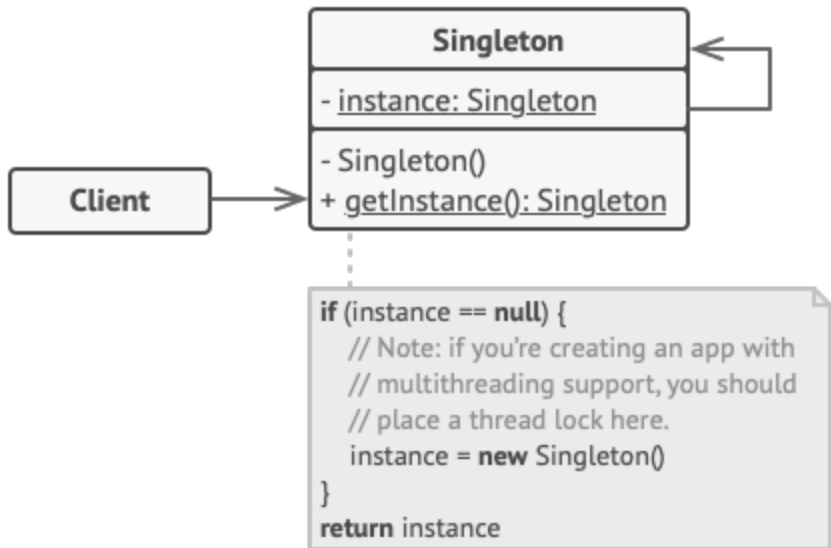 Singleton
- instance: Singleton
- Singleton()
+ getInstance(): Singleton
Client
if (instance == null) {
// Note: if you're creating an app with
// multithreading support, you should
// place a thread lock here.
instance = new Singleton()
}
return instance